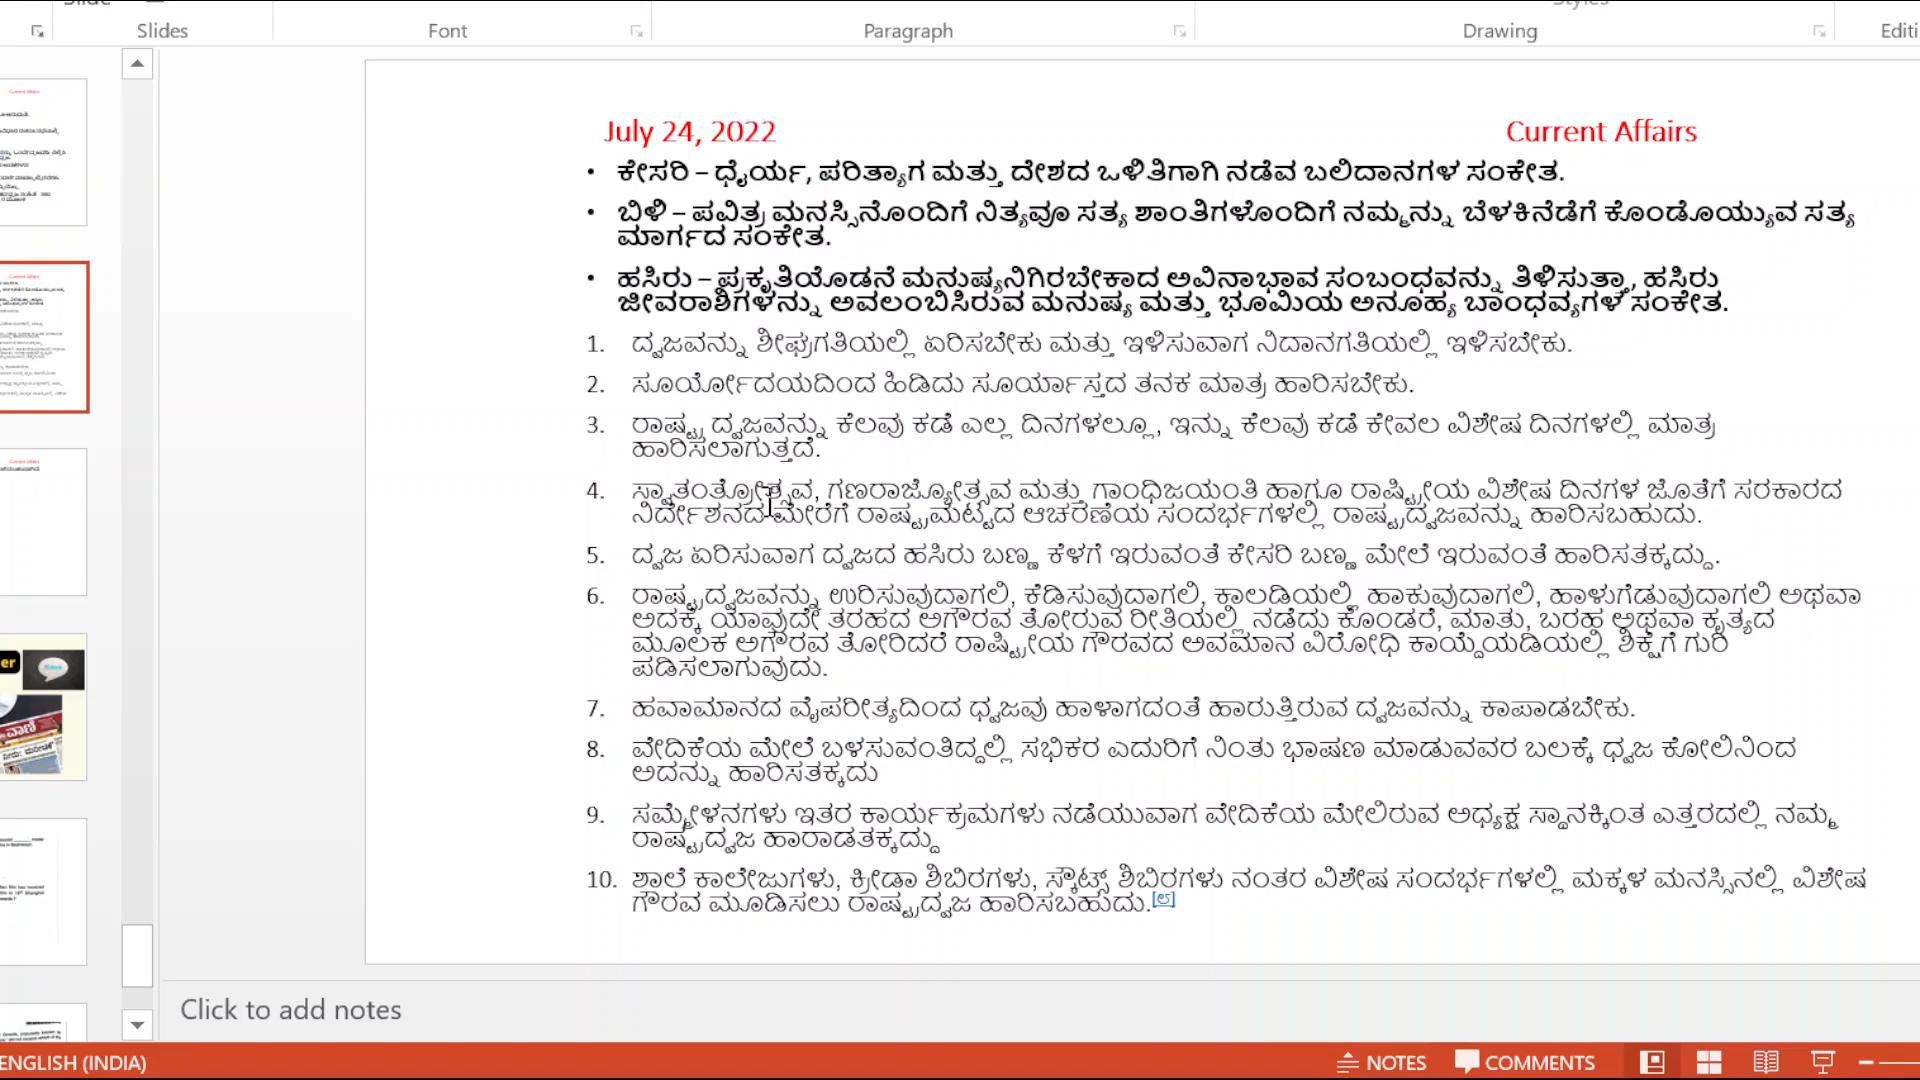 Slides
Font
Paragraph
Drawing
July 24, 2022
Current Affairs
• ಕೇಸರಿ – ಧೈರ್ಯ, ಪರಿತ್ಯಾಗ ಮತ್ತು ದೇಶದ ಒಳಿತಿಗಾಗಿ ನಡೆವ ಬಲಿದಾನಗಳ ಸಂಕೇತ.
• ಬಿಳಿ – ಪವಿತ್ರ ಮನಸ್ಸಿನೊಂದಿಗೆ ನಿತ್ಯವೂ ಸತ್ಯ ಶಾಂತಿಗಳೊಂದಿಗೆ ನಮ್ಮನ್ನು ಬೆಳಕಿನೆಡೆಗೆ ಕೊಂಡೊಯ್ಯುವ ಸತ್ಯ
ಮಾರ್ಗದ ಸಂಕೇತ.
• ಹಸಿರು – ಪ್ರಕೃತಿಯೊಡನೆ ಮನುಷ್ಯನಿಗಿರಬೇಕಾದ ಅವಿನಾಭಾವ ಸಂಬಂಧವನ್ನು ತಿಳಿಸುತ್ತಾ, ಹಸಿರು
ಜೀವರಾಶಿಗಳನ್ನು ಅವಲಂಬಿಸಿರುವ ಮನುಷ್ಯ ಮತ್ತು ಭೂಮಿಯ ಅನೂಹ್ಯ ಬಾಂಧವ್ಯಗಳ ಸಂಕೇತ.
1. ದ್ವಜವನ್ನು ಶೀಘ್ರಗತಿಯಲ್ಲಿ ಏರಿಸಬೇಕು ಮತ್ತು ಇಳಿಸುವಾಗ ನಿದಾನಗತಿಯಲ್ಲಿ ಇಳಿಸಬೇಕು.
2. ಸೂರ್ಯೋದಯದಿಂದ ಹಿಡಿದು ಸೂರ್ಯಾಸ್ತದ ತನಕ ಮಾತ್ರ ಹಾರಿಸಬೇಕು.
3. ರಾಷ್ಟ್ರ ದ್ವಜವನ್ನು ಕೆಲವು ಕಡೆ ಎಲ್ಲ ದಿನಗಳಲ್ಲೂ, ಇನ್ನು ಕೆಲವು ಕಡೆ ಕೇವಲ ವಿಶೇಷ ದಿನಗಳಲ್ಲಿ ಮಾತ್ರ
ಹಾರಿಸಲಾಗುತ್ತದೆ.
4. ಸ್ವಾತಂತ್ರೋತ್ಸವ, ಗಣರಾಜ್ಯೋತ್ಸವ ಮತ್ತು ಗಾಂಧಿಜಯಂತಿ ಹಾಗೂ ರಾಷ್ಟ್ರೀಯ ವಿಶೇಷ ದಿನಗಳ ಜೊತೆಗೆ ಸರಕಾರದ
ನಿರ್ದೇಶನದ ಮೇರೆಗೆ ರಾಷ್ಟ್ರಮಟ್ಟದ ಆಚರಣೆಯ ಸಂದರ್ಭಗಳಲ್ಲಿ ರಾಷ್ಟ್ರದ್ವಜವನ್ನು ಹಾರಿಸಬಹುದು.
5. ದ್ವಜ ಏರಿಸುವಾಗ ದ್ವಜದ ಹಸಿರು ಬಣ್ಣ ಕೆಳಗೆ ಇರುವಂತೆ ಕೇಸರಿ ಬಣ್ಣ ಮೇಲೆ ಇರುವಂತೆ ಹಾರಿಸತಕ್ಕದ್ದು.
6. ರಾಷ್ಟ್ರದ್ವಜವನ್ನು ಉರಿಸುವುದಾಗಲಿ, ಕೆಡಿಸುವುದಾಗಲಿ, ಕಾಲಡಿಯಲ್ಲಿ ಹಾಕುವುದಾಗಲಿ, ಹಾಳುಗೆಡುವುದಾಗಲಿ ಅಥವಾ
ಅದಕ್ಕೆ ಯಾವುದೇ ತರಹದ ಅಗೌರವ ತೋರುವ ರೀತಿಯಲ್ಲಿ ನಡೆದು ಕೊಂಡರೆ, ಮಾತು, ಬರಹ ಅಥವಾ ಕೃತ್ಯದ
ಮೂಲಕ ಅಗೌರವ ತೋರಿದರೆ ರಾಷ್ಟ್ರೀಯ ಗೌರವದ ಅವಮಾನ ವಿರೋಧಿ ಕಾಯ್ದೆಯಡಿಯಲ್ಲಿ ಶಿಕ್ಷೆಗೆ ಗುರಿ
ಪಡಿಸಲಾಗುವುದು.
7. ಹವಾಮಾನದ ವೈಪರೀತ್ಯದಿಂದ ಧ್ವಜವು ಹಾಳಾಗದಂತೆ ಹಾರುತ್ತಿರುವ ದ್ವಜವನ್ನು ಕಾಪಾಡಬೇಕು.
8. ವೇದಿಕೆಯ ಮೇಲೆ ಬಳಸುವಂತಿದ್ದಲ್ಲಿ ಸಭಿಕರ ಎದುರಿಗೆ ನಿಂತು ಭಾಷಣ ಮಾಡುವವರ ಬಲಕ್ಕೆ ಧ್ವಜ ಕೋಲಿನಿಂದ
ಅದನ್ನು ಹಾರಿಸತಕ್ಕದು
9. ಸಮ್ಮೇಳನಗಳು ಇತರ ಕಾರ್ಯಕ್ರಮಗಳು ನಡೆಯುವಾಗ ವೇದಿಕೆಯ ಮೇಲಿರುವ ಅಧ್ಯಕ್ಷ ಸ್ಥಾನಕ್ಕಿಂತ ಎತ್ತರದಲ್ಲಿ ನಮ್ಮ
ರಾಷ್ಟ್ರದ್ವಜ ಹಾರಾಡತಕ್ಕದ್ದು
10. ಶಾಲೆ ಕಾಲೇಜುಗಳು, ಕ್ರೀಡಾ ಶಿಬಿರಗಳು, ಸ್ಕೌಟ್ಸ್ ಶಿಬಿರಗಳು ನಂತರ ವಿಶೇಷ ಸಂದರ್ಭಗಳಲ್ಲಿ ಮಕ್ಕಳ ಮನಸ್ಸಿನಲ್ಲಿ ವಿಶೇಷ
ಗೌರವ ಮೂಡಿಸಲು ರಾಷ್ಟ್ರದ್ವಜ ಹಾರಿಸಬಹುದು.[೮]
Click to add notes
ENGLISH (INDIA)
NOTES
COMMENTS